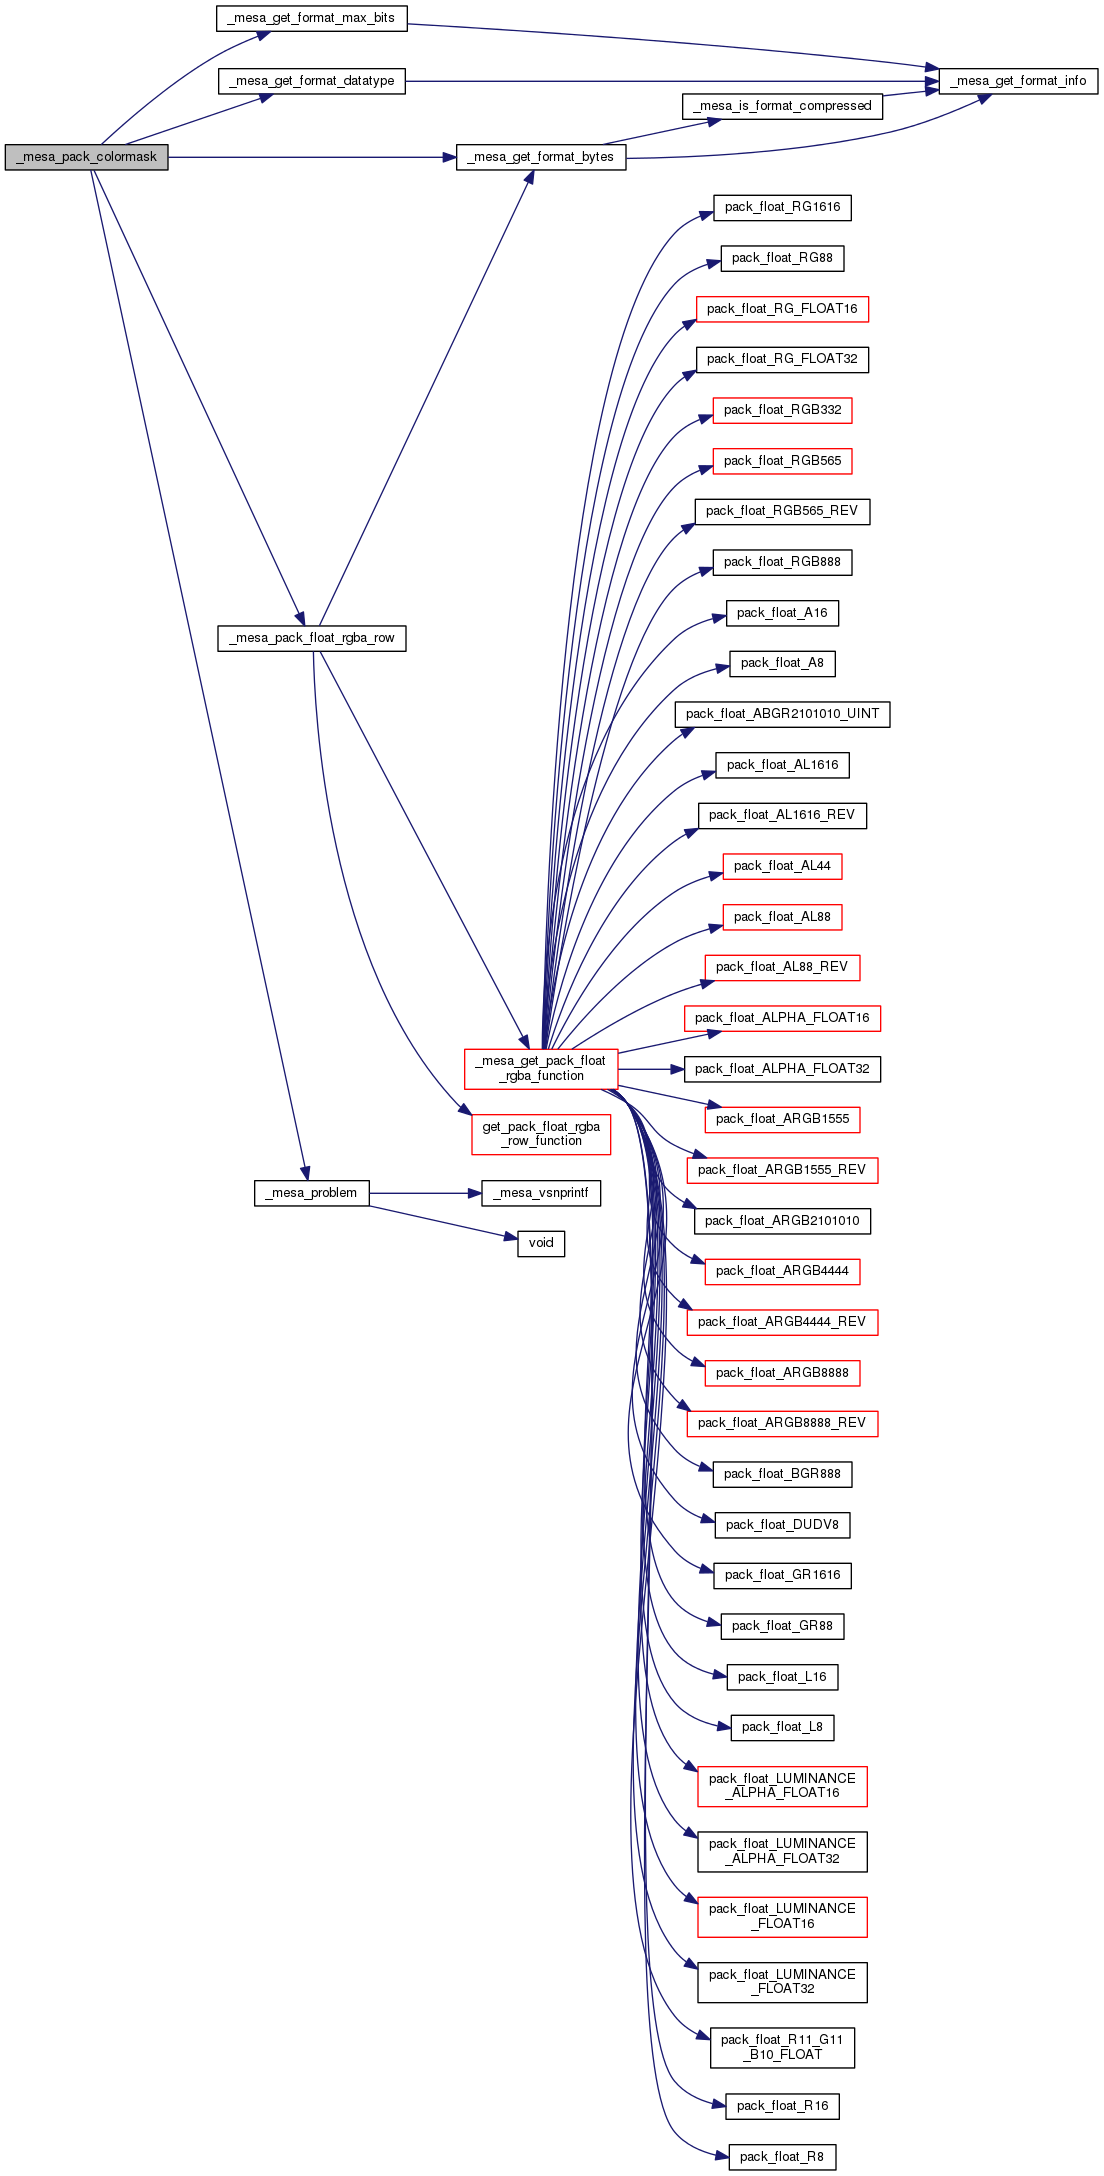 _mesa_get_format_max_bits
_mesa_get_format_datatype
_mesa_get_format_info
_mesa_is_format_compressed
_mesa_pack_colormask
_mesa_get_format_bytes
pack_float_RG1616
pack_float_RG88
pack_float_RG_FLOAT16
pack_float_RG_FLOAT32
pack_float_RGB332
pack_float_RGB565
pack_float_RGB565_REV
pack_float_RGB888
pack_float_A16
_mesa_pack_float_rgba_row
pack_float_A8
pack_float_ABGR2101010_UINT
pack_float_AL1616
pack_float_AL1616_REV
pack_float_AL44
pack_float_AL88
pack_float_AL88_REV
pack_float_ALPHA_FLOAT16
_mesa_get_pack_float
_rgba_function
pack_float_ALPHA_FLOAT32
pack_float_ARGB1555
get_pack_float_rgba
_row_function
pack_float_ARGB1555_REV
_mesa_problem
_mesa_vsnprintf
pack_float_ARGB2101010
void
pack_float_ARGB4444
pack_float_ARGB4444_REV
pack_float_ARGB8888
pack_float_ARGB8888_REV
pack_float_BGR888
pack_float_DUDV8
pack_float_GR1616
pack_float_GR88
pack_float_L16
pack_float_L8
pack_float_LUMINANCE
_ALPHA_FLOAT16
pack_float_LUMINANCE
_ALPHA_FLOAT32
pack_float_LUMINANCE
_FLOAT16
pack_float_LUMINANCE
_FLOAT32
pack_float_R11_G11
_B10_FLOAT
pack_float_R16
pack_float_R8